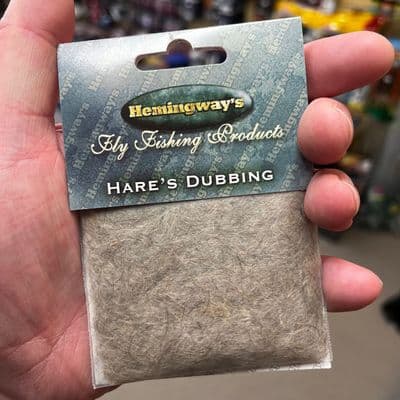 Hemingway's
Fly Fishing Products
HARE'S DUBBING